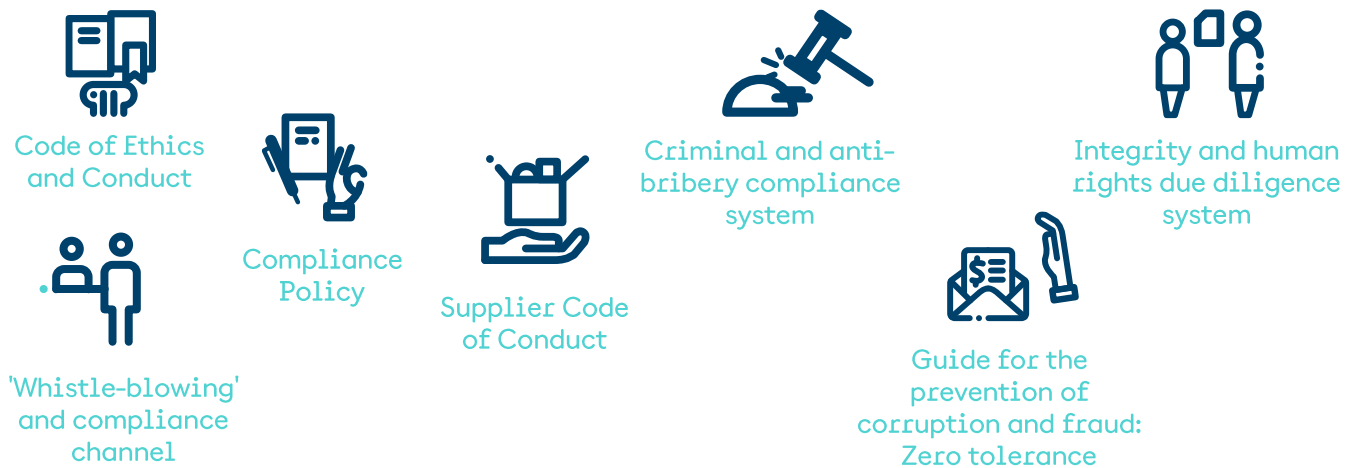 Code of Ethics
and Conduct
'Whistle-blowing'
and compliance
channel
Compliance
Policy
Supplier Code
of Conduct
Criminal and anti-
bribery compliance
system
$
Guide for the
prevention of
corruption and fraud:
Zero tolerance
Integrity and human
rights due diligence
system